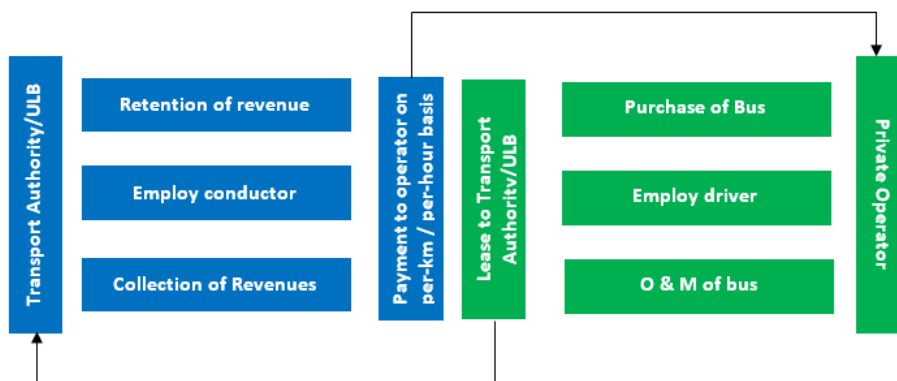 Transport Authority/ULB
Retention of revenue
Employ conductor
Collection of Revenues
Payment to operator on
per-km / per-hour basis
Lease to Transport
Authority/ULB
Purchase of Bus
Employ driver
O & M of bus
Private Operator